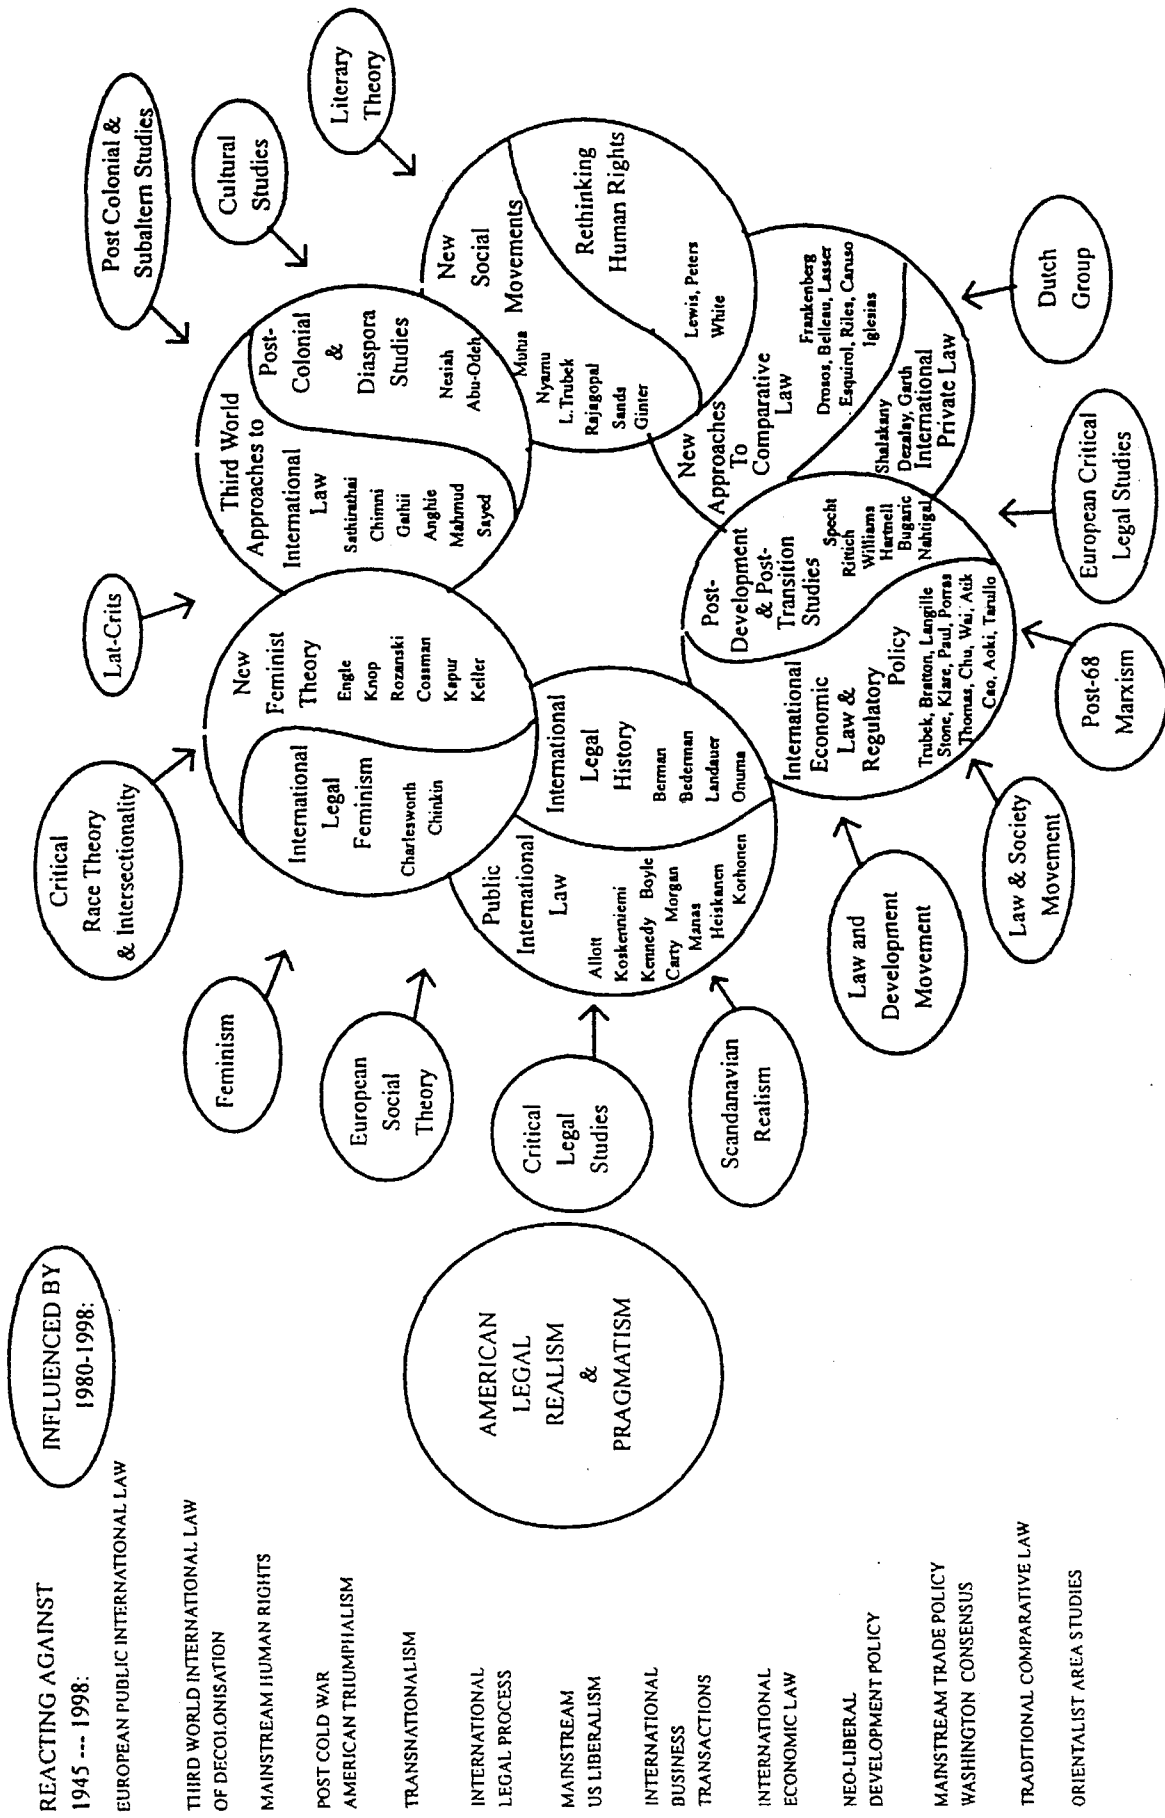 REACTING AGAINST
1945 --- 1998:
EUROPEAN PUBLIC INTERNATIONAL LAW
THIRD WORLD INTERNATIONAL LAW
OF DECOLONISATION
MAINSTREAM HUMAN RIGHTS
POST COLD WAR
AMERICAN TRIUMPHALISM
TRANSNATIONALISM
INTERNATIONAL
LEGAL PROCESS
MAINSTREAM
US LIBERALISM
INTERNATIONAL
BUSINESS
TRANSACTIONS
INTERNATIONAL
ECONOMIC LAW
NEO-LIBERAL
DEVELOPMENT POLICY
MAINSTREAM TRADE POLICY
WASHINGTON CONSENSUS
TRADITIONAL COMPARATIVE LAW
ORIENTALIST AREA STUDIES
INFLUENCED BY
1980-1998:
AMERICAN
LEGAL
REALISM
&
PRAGMATISM
Critical
Race Theory
& Intersectionality
Feminism
European
Social
Theory
Critical
Legal
Studies
Scandanavian
Realism
Law and
Development
Movement
Law & Society
Movement
Post-68
Marxism
European Critical
Legal Studies
Dutch
Group
Lat-Crits
Post Colonial &
Subaltern Studies
Cultural
Studies
Literary
Theory
International
Legal
Feminism
Charlesworth
Chinkin
New
Feminist
Theory
Engle
Knop
Rozanski
Cossman
Kapur
Keller
Third World
Approaches to
International
Law
Sathirathai
Chimni
Gathii
Anghie
Mahmud
Sayed
Post-
Colonial
&
Diaspora
Studies
Nesiah
Abu-Odeh
New
Social
Movements
Mutua
Nyamu
L.Trubek
Rajagopal
Sands
Ginter
Rethinking
Human Rights
Lewis, Peters
White
New
Approaches
To
Comparative
Law
Frankenberg
Drosos, Belleau, Lasser
Esquirol, Riles, Caruso
Iglesias
Shalakany
Dezalay, Garth
International
Private Law
Post-
Development
& Post-
Transition
Studies
Specht
Rittich
Williams
Hartnell
Bugaric
Nahtigal
International
Economic
Law &
Regulatory
Policy
Trubek, Bratton, Langille
Stone, Klare, Paul, Porras
Thomas, Chu, Wai, Atik
Cao, Aoki, Tarullo
Public
International
Law
Allott
Koskenniemi
Kennedy Boyle
Carty Morgan
Manas
Heiskanen
Korhonen
International
Legal
History
Berman
Bederman
Landauer
Onuma